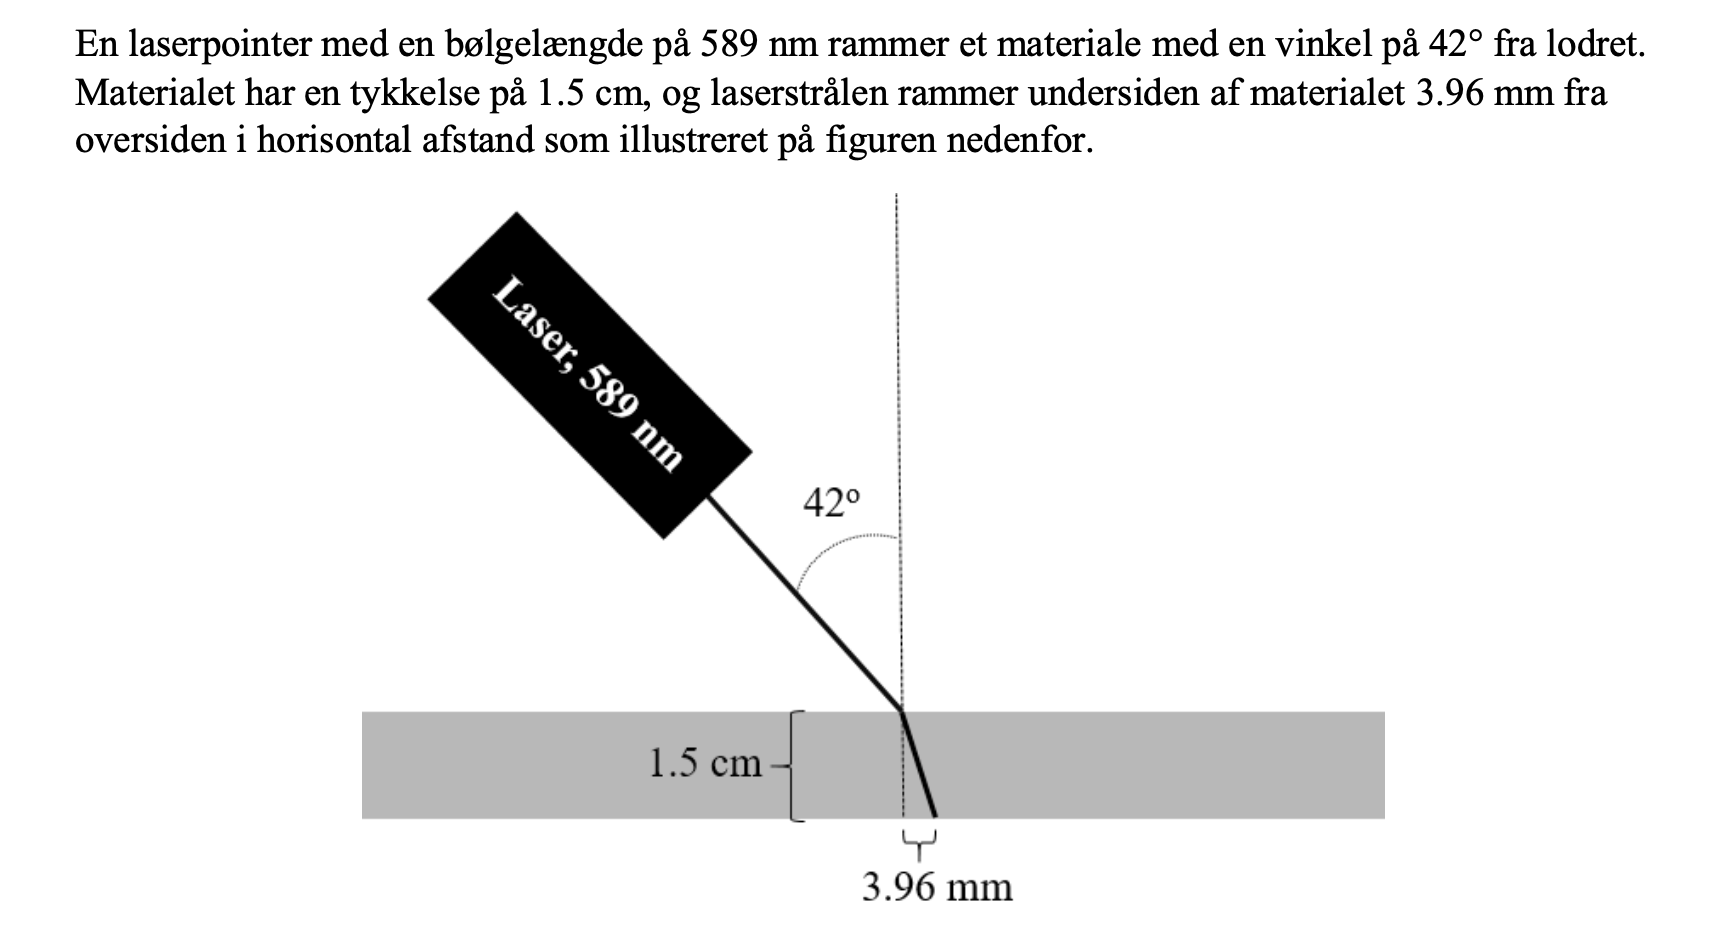 En laserpointer med en bølgelængde på 589 nm rammer et materiale med en vinkel på 42° fra lodret.
Materialet har en tykkelse på 1.5 cm, og laserstrålen rammer undersiden af materialet 3.96 mm fra
oversiden i horisontal afstand som illustreret på figuren nedenfor.
Laser, 589 nm
42°
1.5 cm
3.96 mm